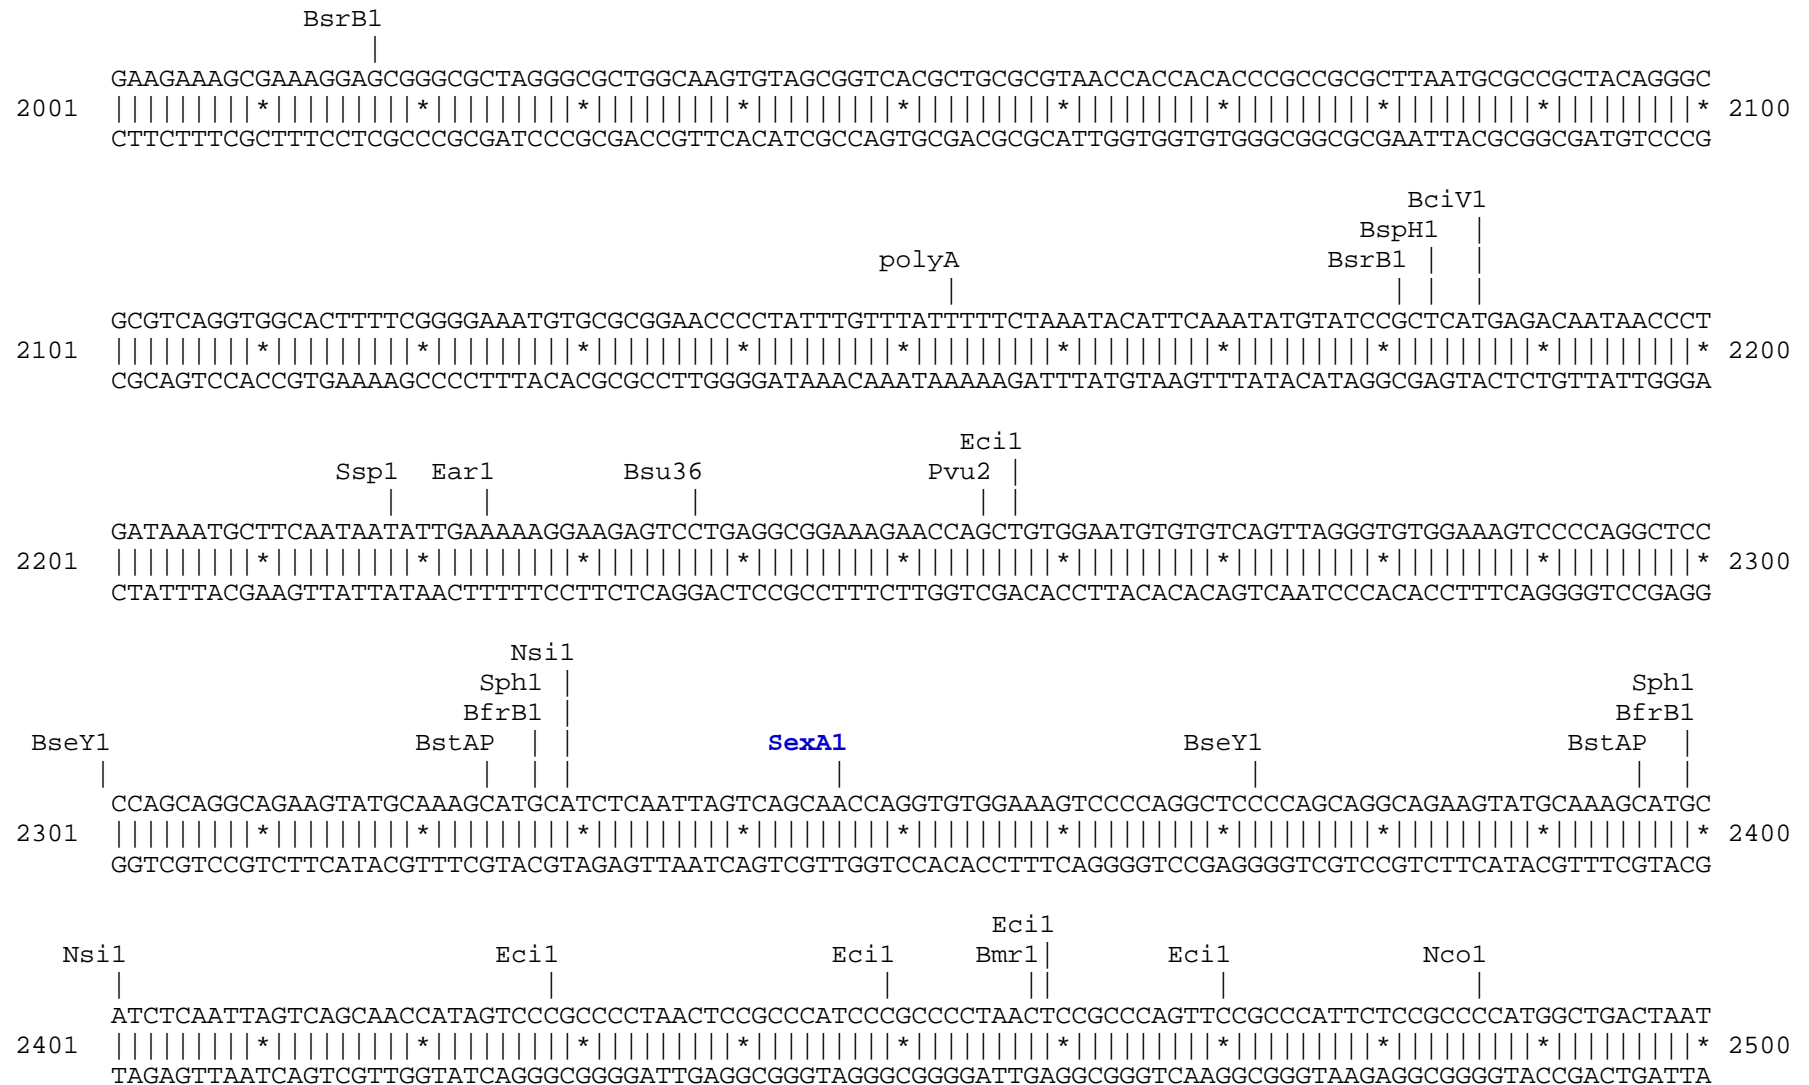 BsrB1
|
GAAGAAAGCGAAAGGAGCGGGCGCTAGGGCGCTGGCAAGTGTAGCGGTCACGCTGCGCGTAACCACCACACCCGCCGCGCTTAATGCGCCGCTACAGGGC
2001 |||||||||*|||||||||*|||||||||*|||||||||*|||||||||*|||||||||*|||||||||*|||||||||*|||||||||*|||||||||* 2100
CTTCTTTCGCTTTCCTCGCCCGCGATCCCGCGACCGTTCACATCGCCAGTGCGACGCGCATTGGTGGTGTGGGCGGCGCGAATTACGCGGCGATGTCCCG
BciV1
BspH1 |
polyA BsrB1 | |
| | | |
GCGTCAGGTGGCACTTTTCGGGGAAATGTGCGCGGAACCCCTATTTGTTTATTTTTCTAAATACATTCAAATATGTATCCGCTCATGAGACAATAACCCT
2101 |||||||||*|||||||||*|||||||||*|||||||||*|||||||||*|||||||||*|||||||||*|||||||||*|||||||||*|||||||||* 2200
CGCAGTCCACCGTGAAAAGCCCCTTTACACGCGCCTTGGGGATAAACAAATAAAAAGATTTATGTAAGTTTATACATAGGCGAGTACTCTGTTATTGGGA
Eci1
Ssp1 Ear1 Bsu36 Pvu2 |
| | | | |
GATAAATGCTTCAATAATATTGAAAAAGGAAGAGTCCTGAGGCGGAAAGAACCAGCTGTGGAATGTGTGTCAGTTAGGGTGTGGAAAGTCCCCAGGCTCC
2201 |||||||||*|||||||||*|||||||||*|||||||||*|||||||||*|||||||||*|||||||||*|||||||||*|||||||||*|||||||||* 2300
CTATTTACGAAGTTATTATAACTTTTTCCTTCTCAGGACTCCGCCTTTCTTGGTCGACACCTTACACACAGTCAATCCCACACCTTTCAGGGGTCCGAGG
Nsi1
Sph1 | Sph1
BfrB1 | BfrB1
BseY1 BstAP | | SexA1 BseY1 BstAP |
| | | | | | | |
CCAGCAGGCAGAAGTATGCAAAGCATGCATCTCAATTAGTCAGCAACCAGGTGTGGAAAGTCCCCAGGCTCCCCAGCAGGCAGAAGTATGCAAAGCATGC
2301 |||||||||*|||||||||*|||||||||*|||||||||*|||||||||*|||||||||*|||||||||*|||||||||*|||||||||*|||||||||* 2400
GGTCGTCCGTCTTCATACGTTTCGTACGTAGAGTTAATCAGTCGTTGGTCCACACCTTTCAGGGGTCCGAGGGGTCGTCCGTCTTCATACGTTTCGTACG
Eci1
Nsi1 Eci1 Eci1 Bmr1| Eci1 Nco1
| | | || | |
ATCTCAATTAGTCAGCAACCATAGTCCCGCCCCTAACTCCGCCCATCCCGCCCCTAACTCCGCCCAGTTCCGCCCATTCTCCGCCCCATGGCTGACTAAT
2401 |||||||||*|||||||||*|||||||||*|||||||||*|||||||||*|||||||||*|||||||||*|||||||||*|||||||||*|||||||||* 2500
TAGAGTTAATCAGTCGTTGGTATCAGGGCGGGGATTGAGGCGGGTAGGGCGGGGATTGAGGCGGGTCAAGGCGGGTAAGAGGCGGGGTACCGACTGATTA